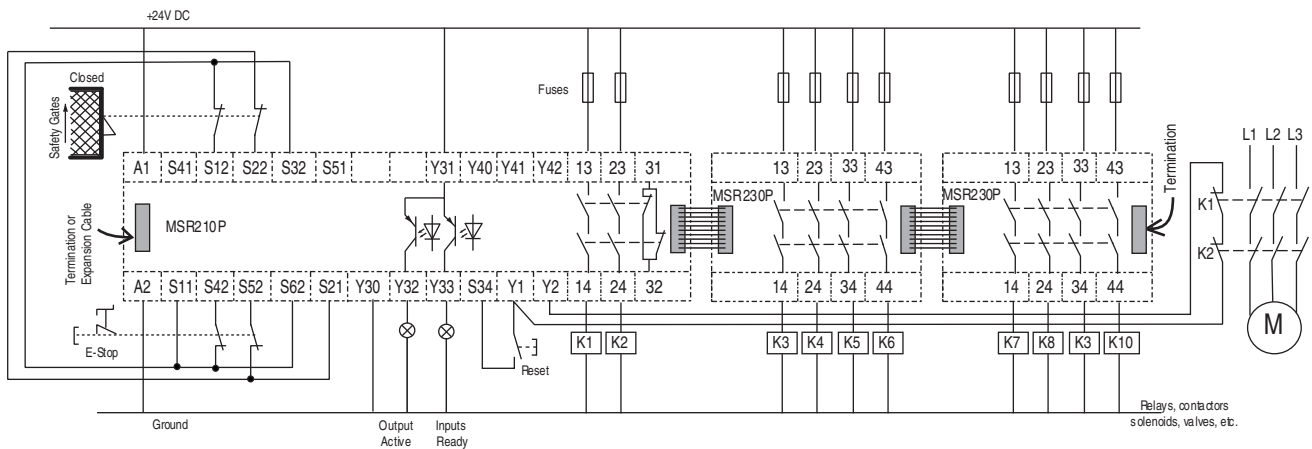 +24V DC
Closed
Safety Gates
Fuses
L1 L2 L3
A1 S41 S12 S22 S32 S51 Y31 Y40 Y41 Y42 13 23 31
13 23 33 43
13 23 33 43
Termination
MSR210P
MSR230P
MSR230P
K1
K2
Termination or
Expansion Cable
A2 S11 S42 S52 S62 S21 Y30 Y32 Y33 S34 Y1 Y2 14 24 32
14 24 34 44
14 24 34 44
E-Stop
Reset
K1 K2
K3 K4 K5 K6
K7 K8 K3 K10
M
Ground
Output
Active
Inputs
Ready
Relays, contactors
solenoids, valves, etc.